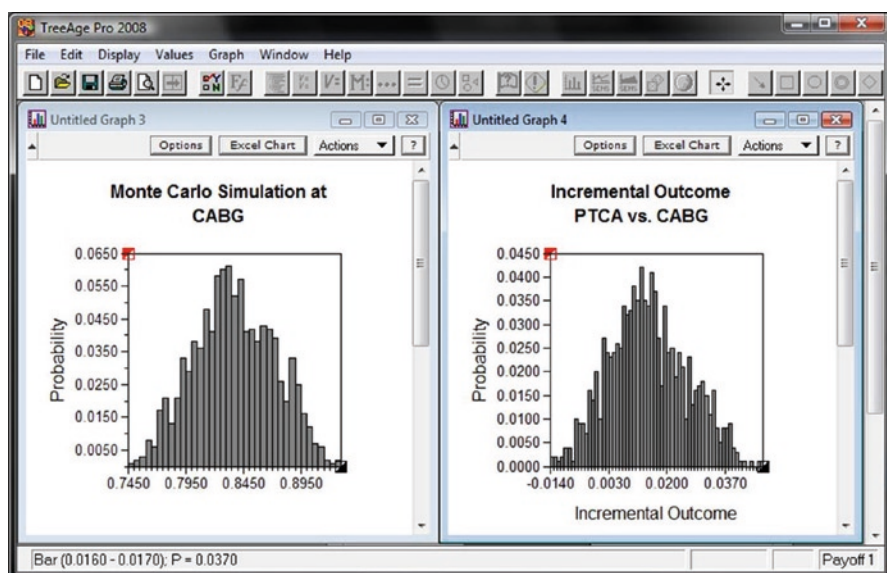 TreeAge Pro 2008
File Edit Display Values Graph Window Help
Untitled Graph 3
Options Excel Chart Actions ?
Monte Carlo Simulation at
CABG
0.0650
0.0550
0.0450
0.0350
0.0250
0.0150
0.0050
Probability
0.7450 0.7950 0.8450 0.8950
Untitled Graph 4
Options Excel Chart Actions ?
Incremental Outcome
PTCA vs. CABG
0.0450
0.0400
0.0350
0.0300
0.0250
0.0200
0.0150
0.0100
0.0050
0.0000
Probability
-0.0140 0.0030 0.0200 0.0370
Incremental Outcome
Bar (0.0160 - 0.0170); P = 0.0370
Payoff 1